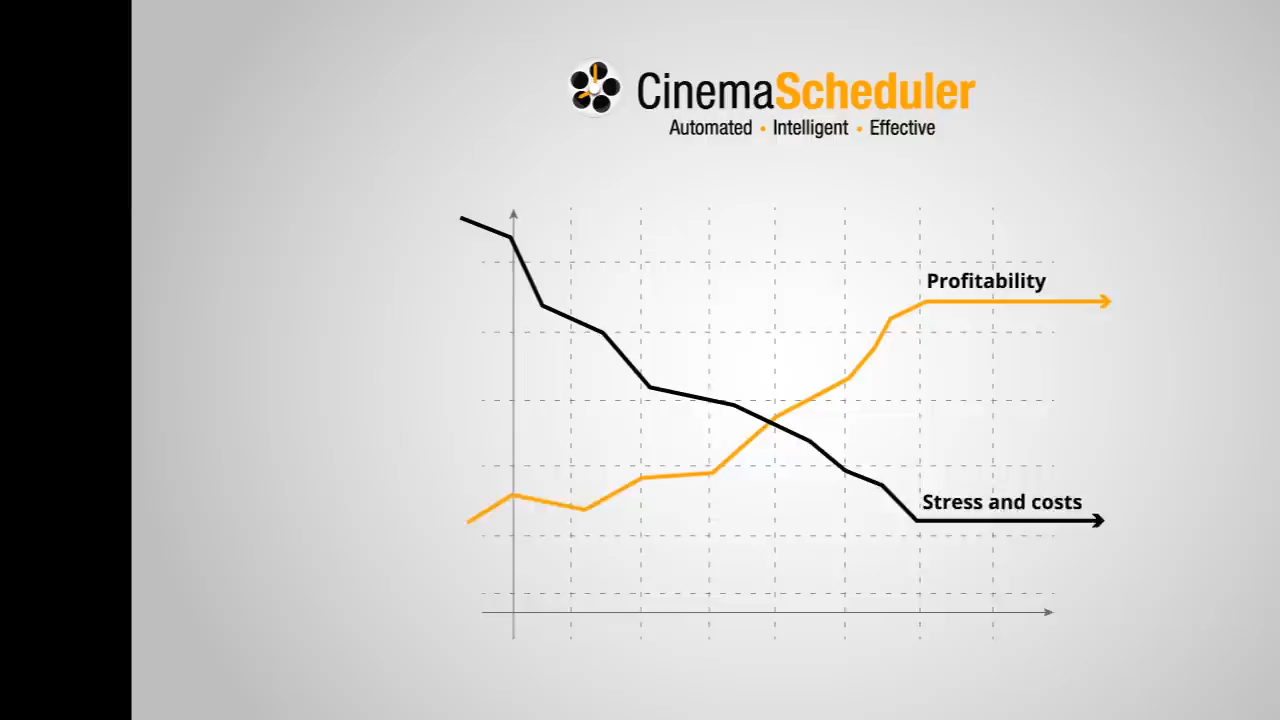 CinemaScheduler
Automated • Intelligent • Effective
Profitability
Stress and costs